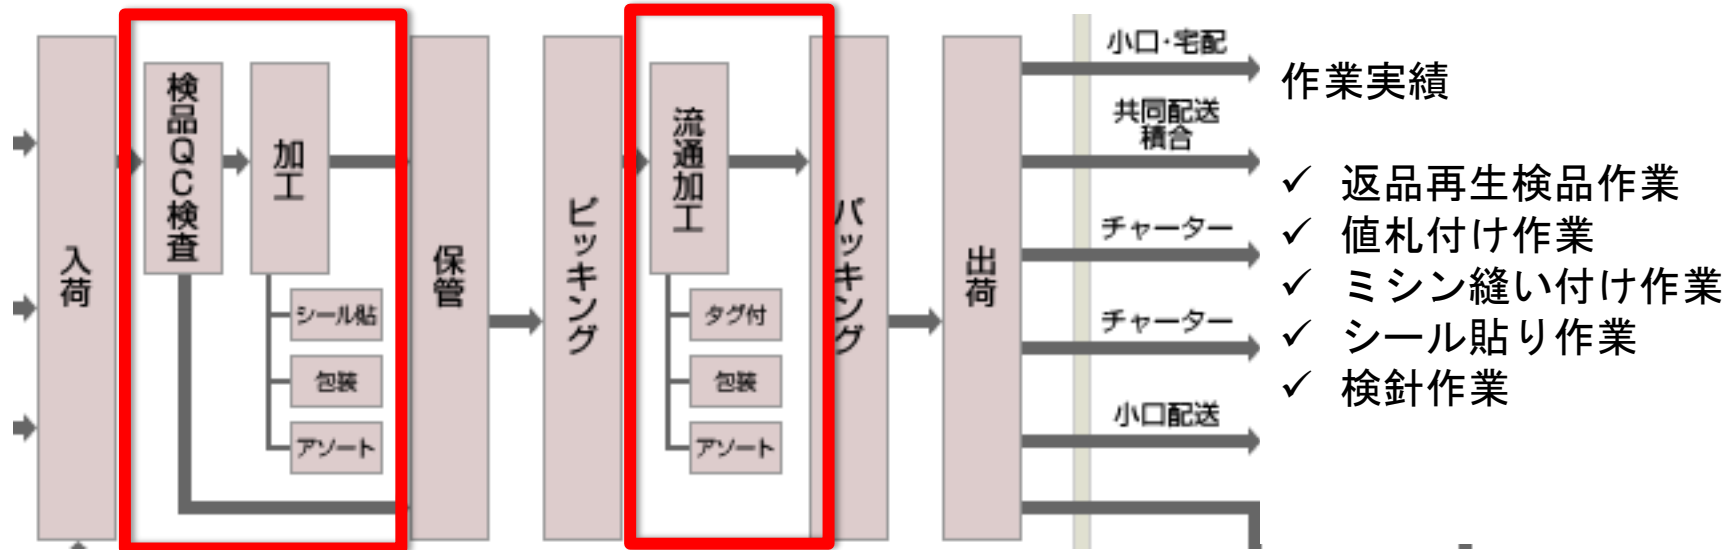 入荷
検品QC検査
加工
シール貼
包装
アソート
保管
ピッキング
流通加工
タグ付
包装
アソート
パッキング
出荷
小口・宅配
共同配送
積合
チャーター
チャーター
小口配送
作業実績
✓ 返品再生検品作業
✓ 値札付け作業
✓ ミシン縫い付け作業
✓ シール貼り作業
✓ 検針作業